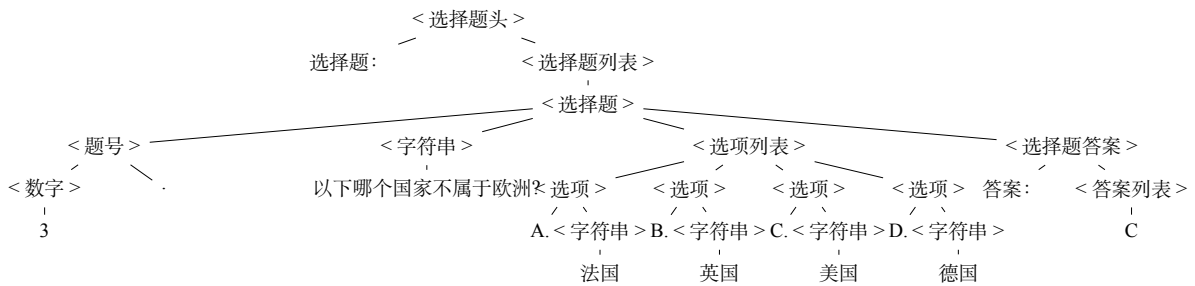 < 选择题头 >
选择题： < 选择题列表 >
< 选择题 >
< 题号 > < 字符串 > < 选项列表 > < 选择题答案 >
< 数字 > . 以下哪个国家不属于欧洲? < 选项 > < 选项 > < 选项 > < 选项 > 答案： < 答案列表 >
3 A. < 字符串 > B. < 字符串 > C. < 字符串 > D. < 字符串 > C
法国 英国 美国 德国